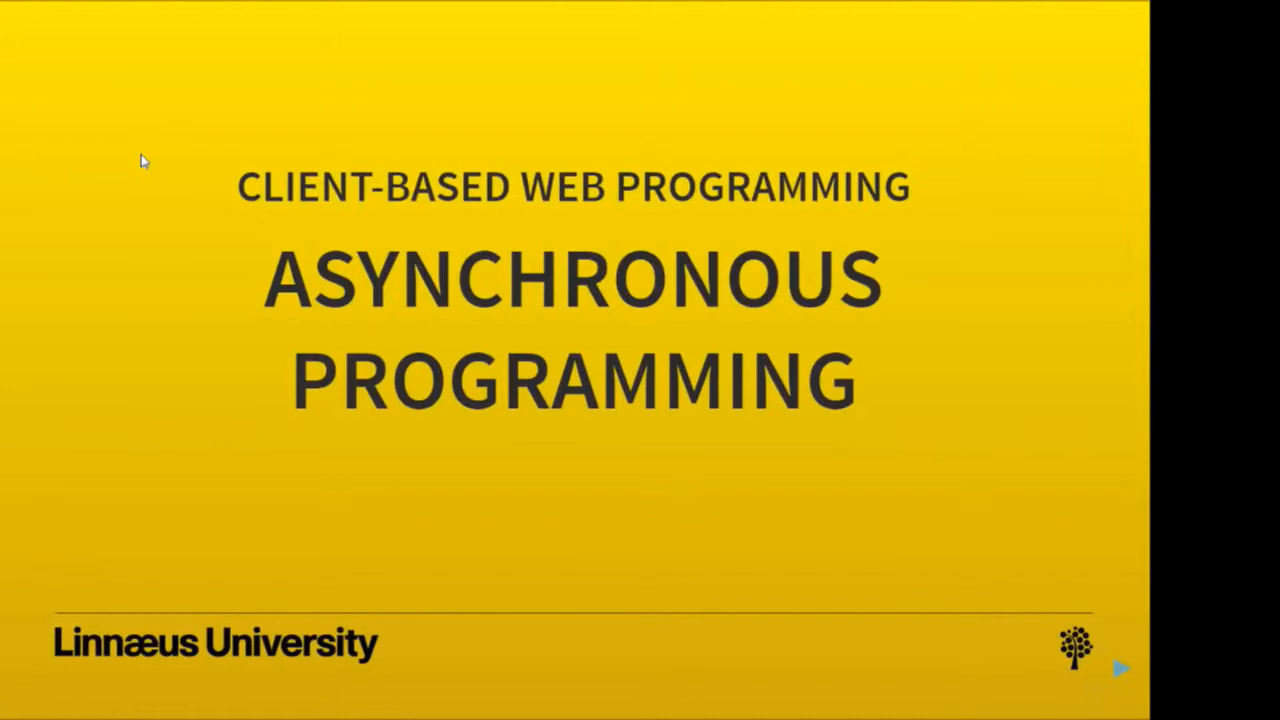 CLIENT-BASED WEB PROGRAMMING
ASYNCHRONOUS
PROGRAMMING
Linnæus University